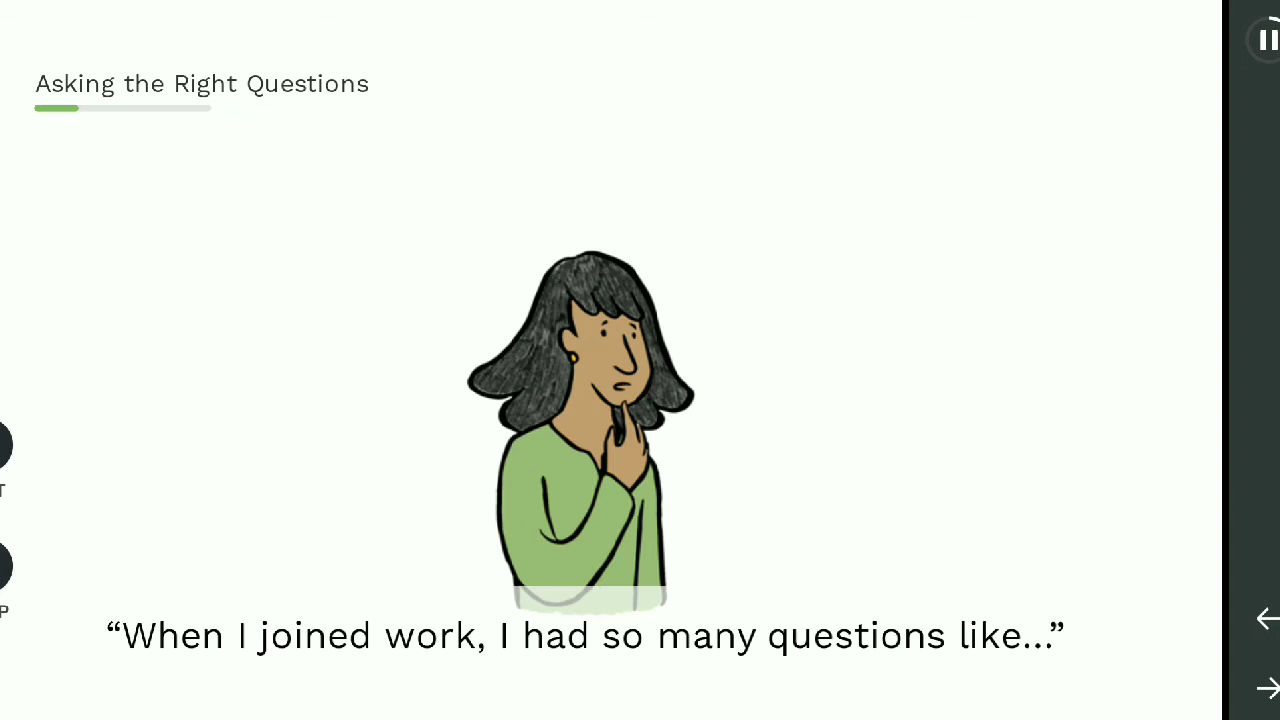 Asking the Right Questions
T
P
“When I joined work, I had so many questions like...”